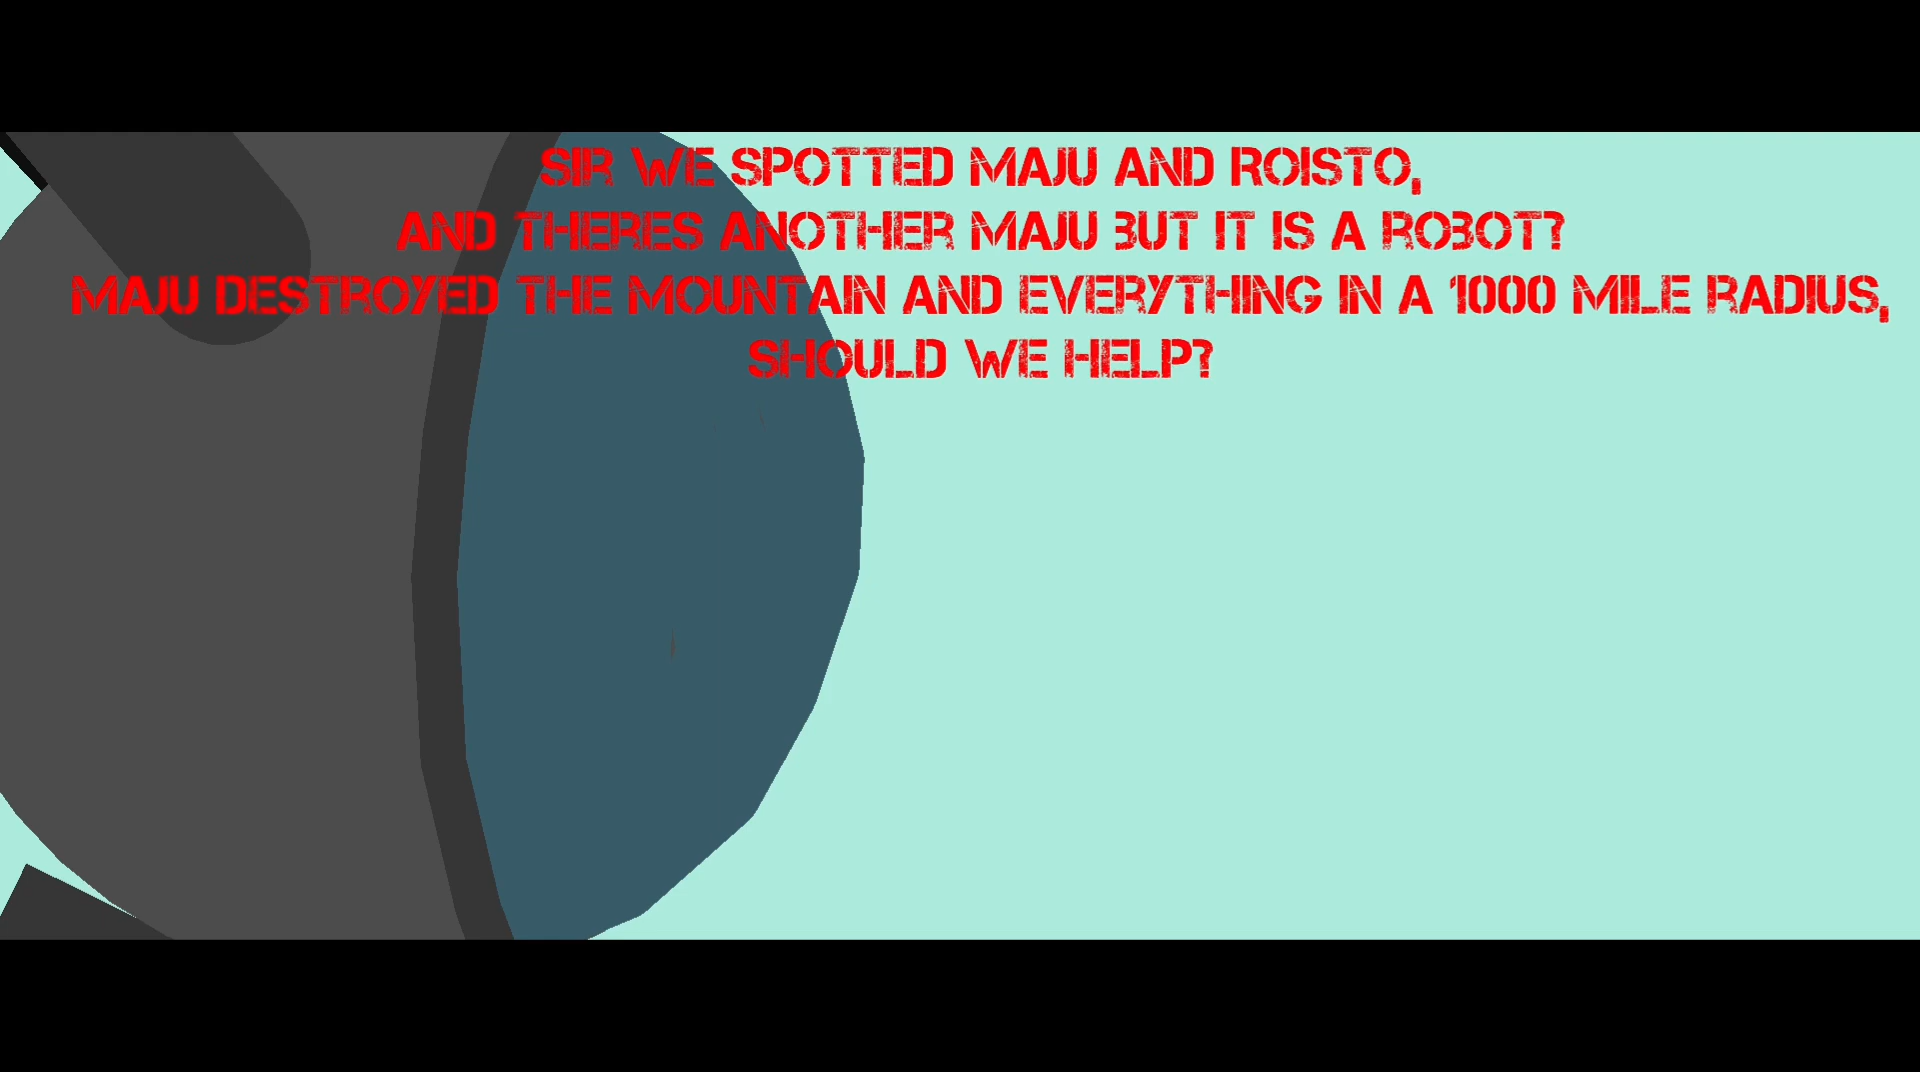 SIR WE SPOTTED MAJU AND ROISTO,
AND THERES ANOTHER MAJU BUT IT IS A ROBOT?
MAJU DESTROYED THE MOUNTAIN AND EVERYTHING IN A 1000 MILE RADIUS,
SHOULD WE HELP?